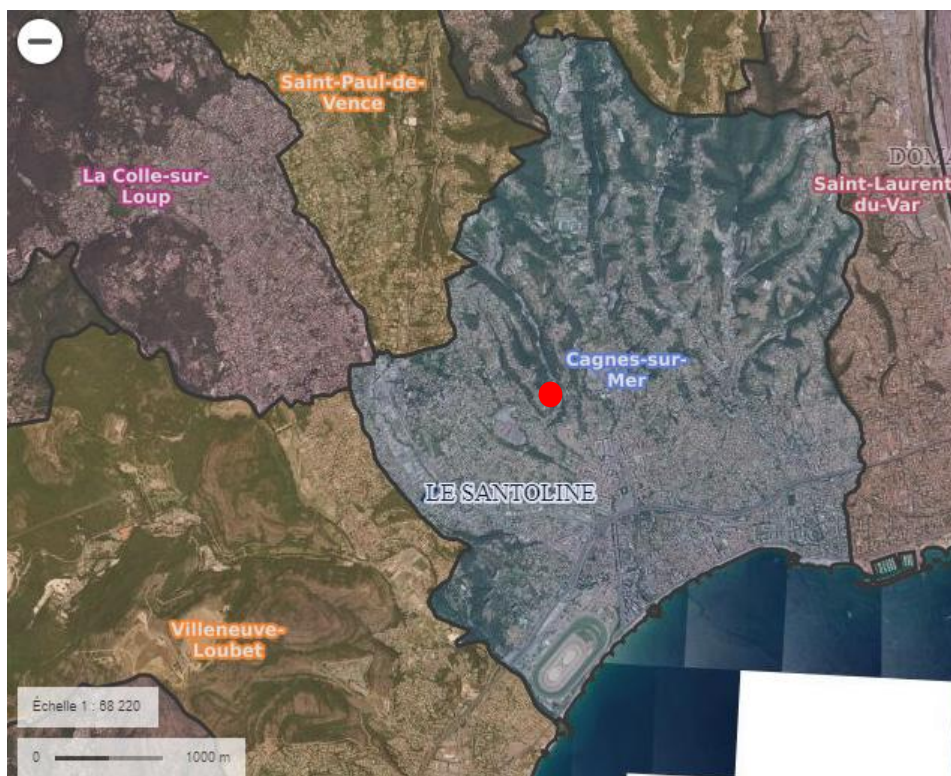 Saint-Paul-de-
Vence
La Colle-sur-
Loup
DOM
Saint-Laurent
du-Var
Cagnes-sur-
Mer
LE SANTOLINE
Villeneuve-
Loubet
Échelle 1 : 68 220
0
1000 m